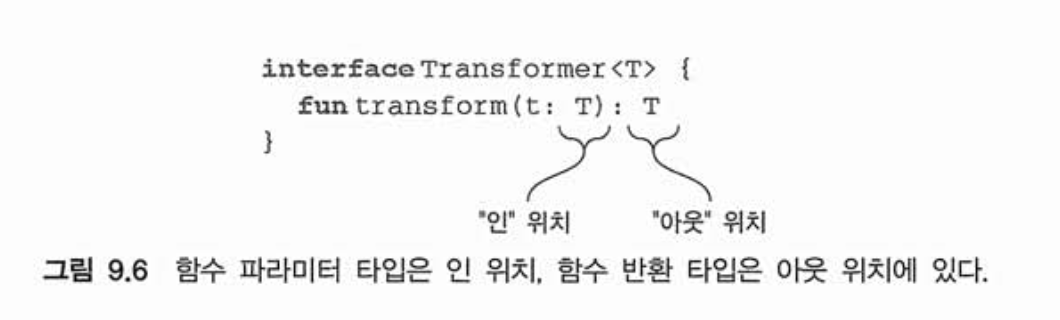 interface Transformer<T> {
fun transform(t: T): T
}
"인" 위치 "아웃" 위치
그림 9.6 함수 파라미터 타입은 인 위치, 함수 반환 타입은 아웃 위치에 있다.